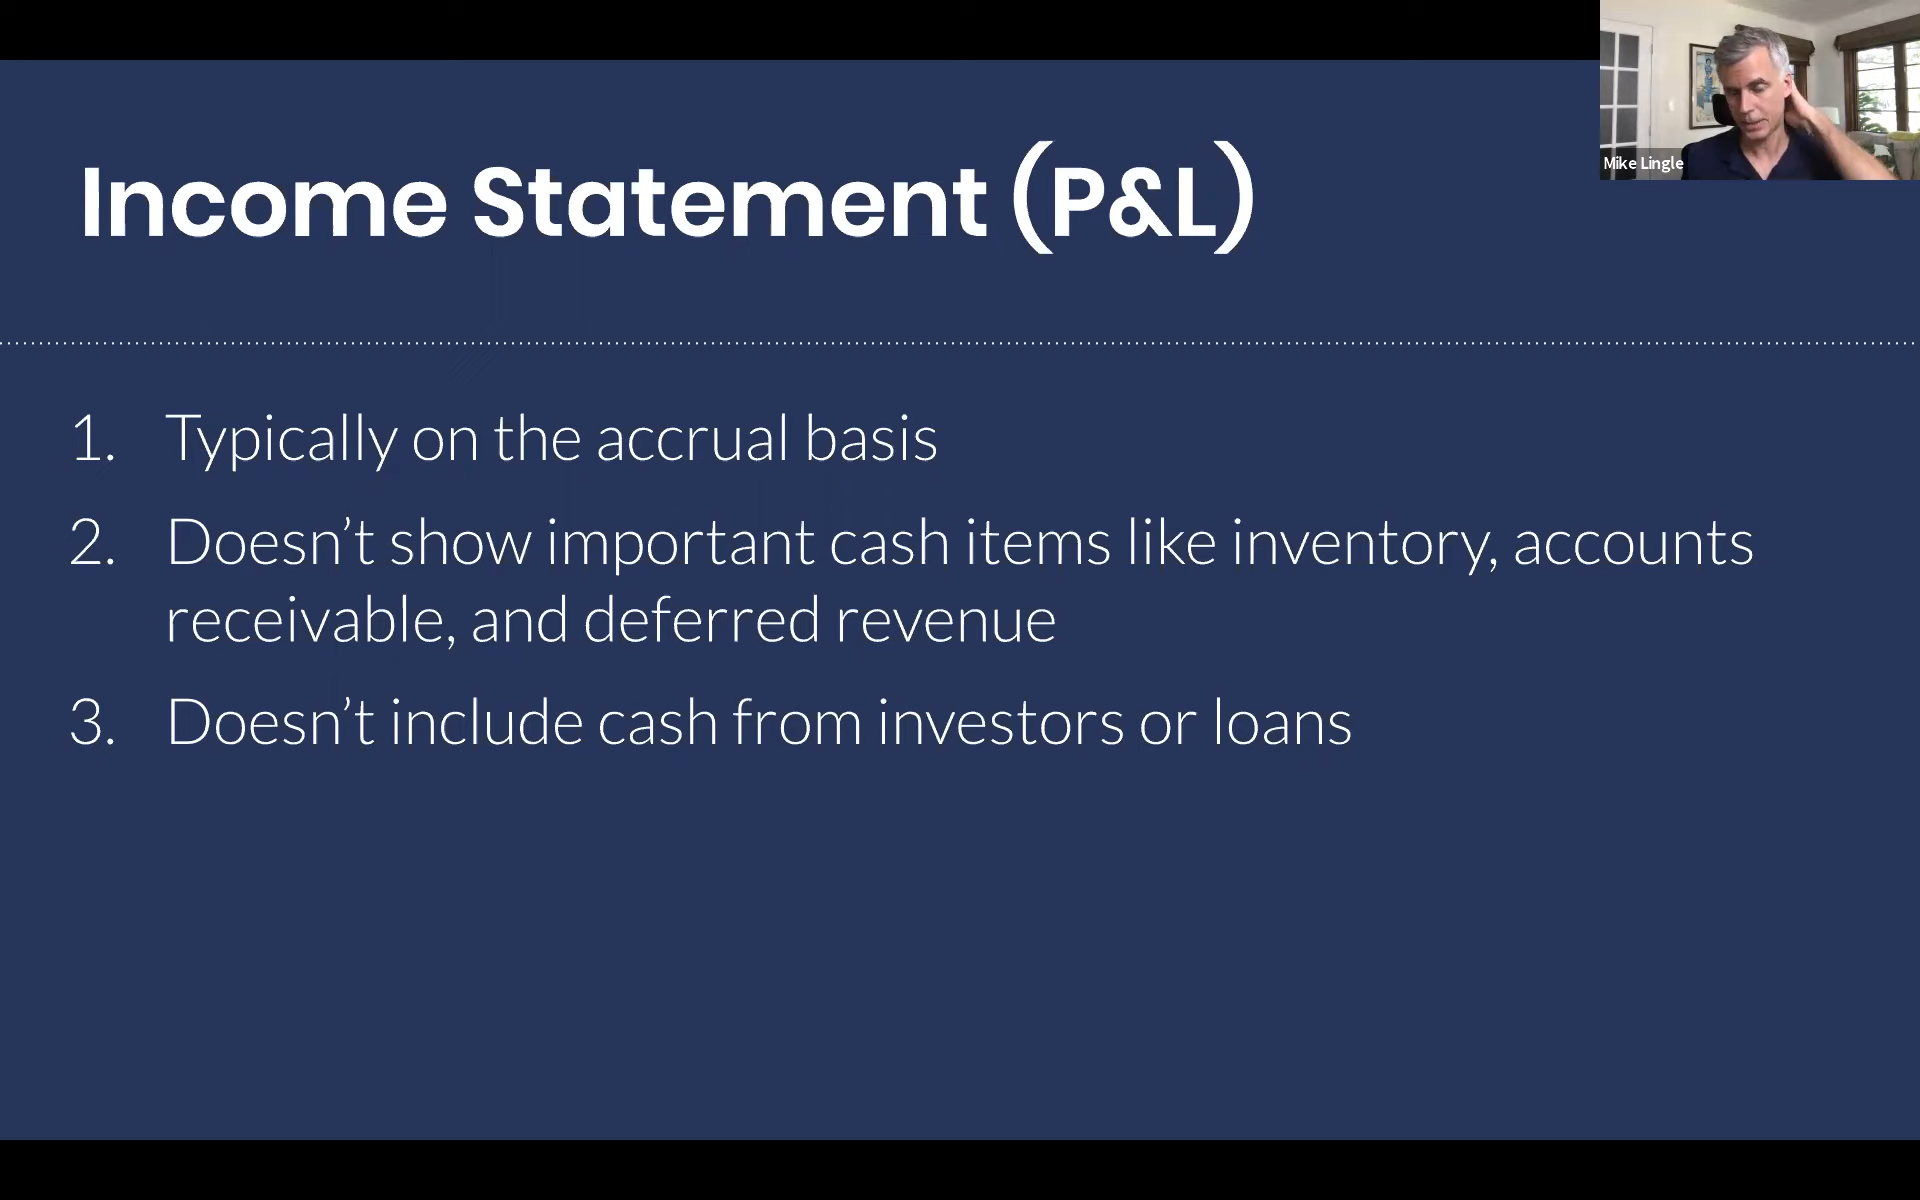 Income Statement (P&L)
Mike Lingle
1. Typically on the accrual basis
2. Doesn’t show important cash items like inventory, accounts
receivable, and deferred revenue
3. Doesn’t include cash from investors or loans